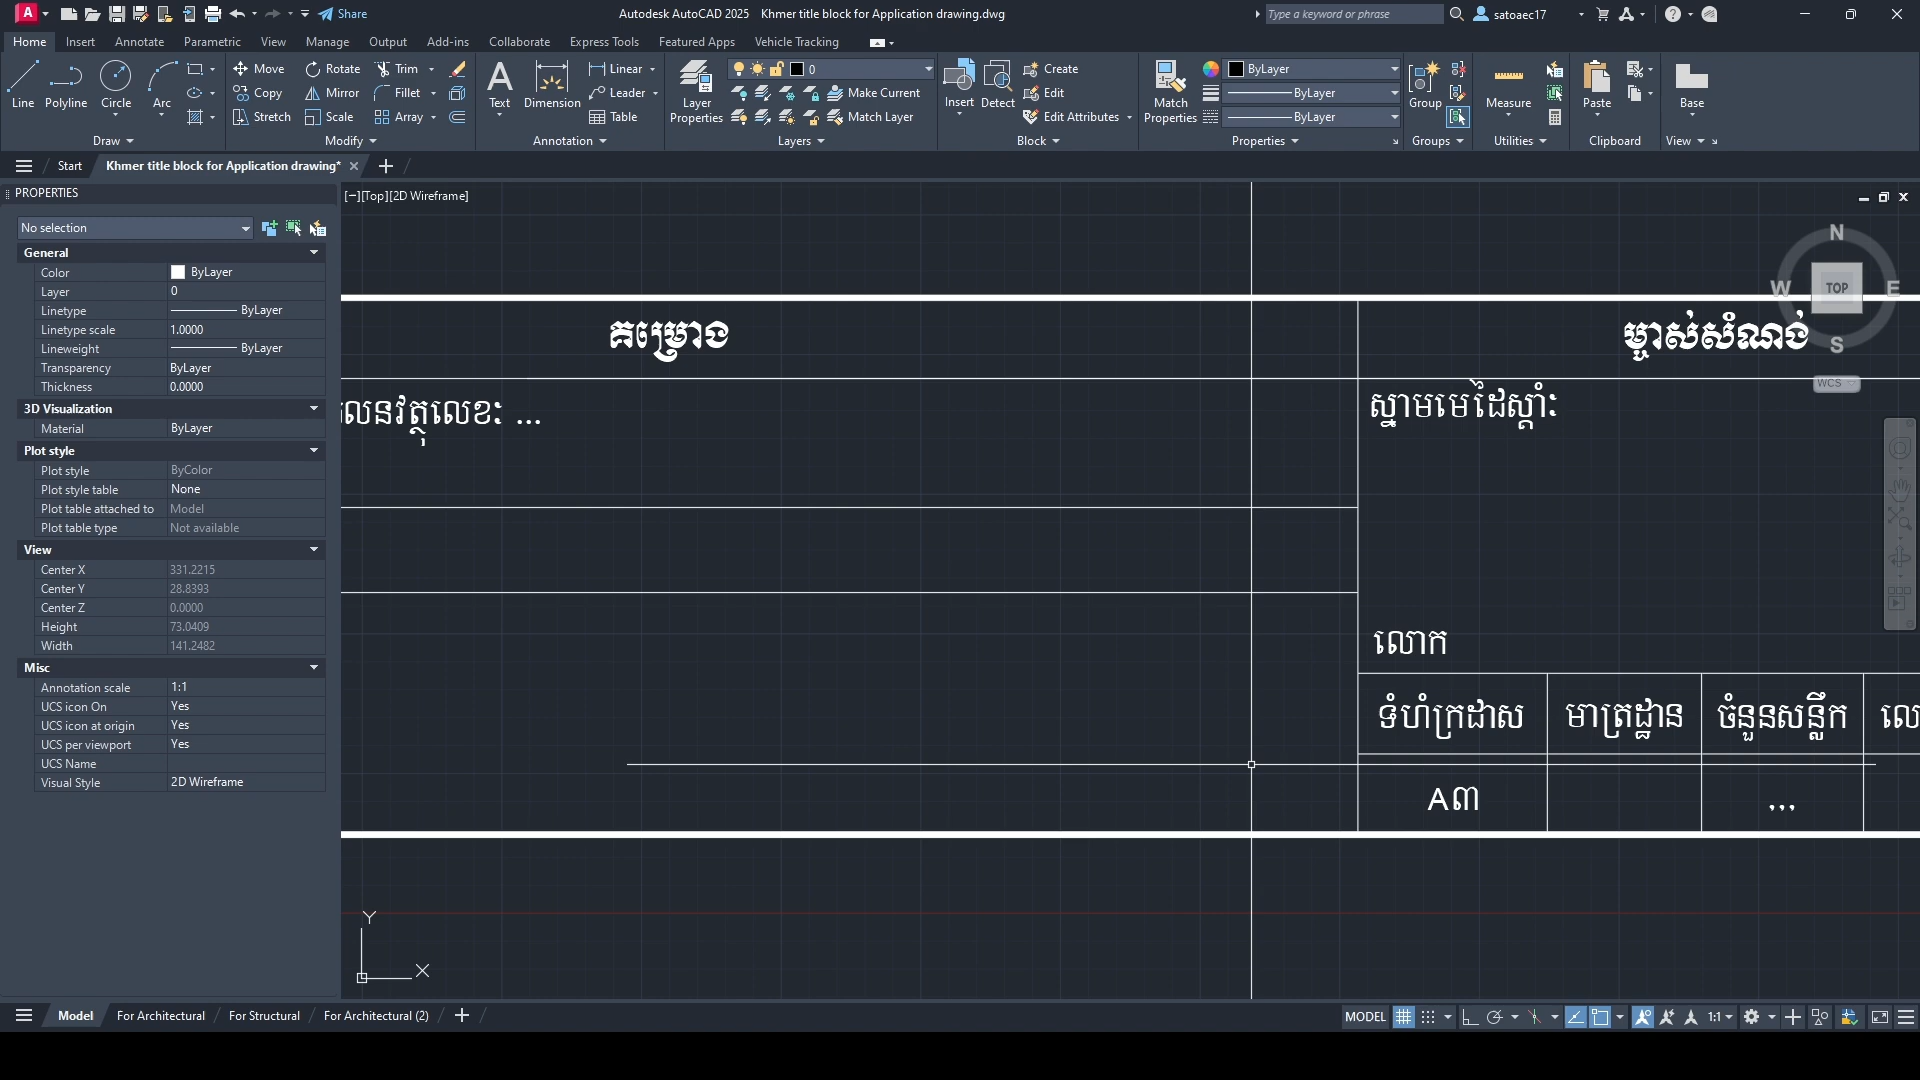 Share
Autodesk AutoCAD 2025 Khmer title block for Application drawing.dwg
Type a keyword or phrase
satoaec17
Home Insert Annotate Parametric View Manage Output Add-ins Collaborate Express Tools Featured Apps Vehicle Tracking
Line Polyline Circle Arc
Move Rotate Trim
Copy Mirror Fillet
Stretch Scale Array
Text Dimension
Linear
Leader
Table
Layer Properties
0
Make Current
Match Layer
Insert Detect
Create
Edit
Edit Attributes
Match Properties
ByLayer
ByLayer
ByLayer
Group
Measure
Paste
Base
Draw Modify Annotation Layers Block Properties Groups Utilities Clipboard View
Start Khmer title block for Application drawing*
PROPERTIES
No selection
General
Color ByLayer
Layer 0
Linetype ByLayer
Linetype scale 1.0000
Lineweight ByLayer
Transparency ByLayer
Thickness 0.0000
3D Visualization
Material ByLayer
Plot style
Plot style ByColor
Plot style table None
Plot table attached to Model
Plot table type Not available
View
Center X 331.2215
Center Y 28.8393
Center Z 0.0000
Height 73.0409
Width 141.2482
Misc
Annotation scale 1:1
UCS icon On Yes
UCS icon at origin Yes
UCS per viewport Yes
UCS Name
Visual Style 2D Wireframe
[−][Top][2D Wireframe]
N
W TOP E
S
WCS
គម្រោង
ម្ចាស់សំណង់
លេនវត្ថុលេខៈ ...
ស្នាមមេដៃស្តាំៈ
លោក
ទំហំក្រដាស មាត្រដ្ឋាន ចំនួនសន្លឹក
A៣ ...
Y
X
Model For Architectural For Structural For Architectural (2)
MODEL
1:1